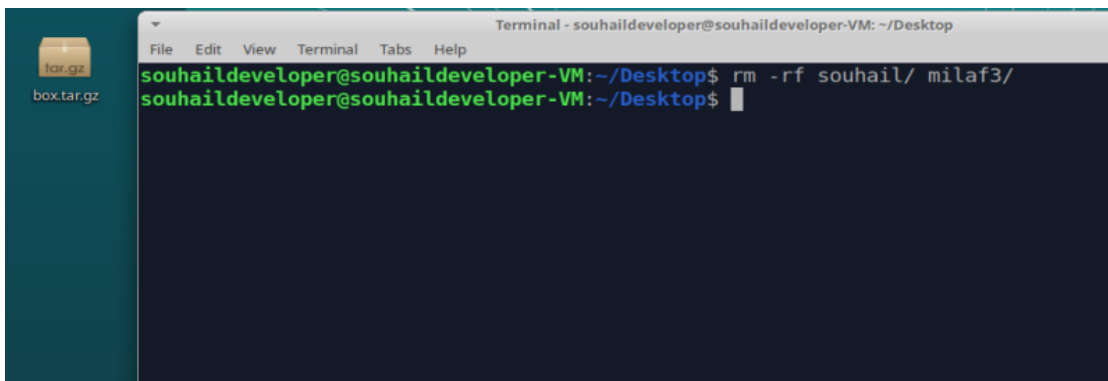 Terminal - souhaildeveloper@souhaildeveloper-VM: ~/Desktop
File Edit View Terminal Tabs Help
tar.gz
box.tar.gz
souhaildeveloper@souhaildeveloper-VM:~/Desktop$ rm -rf souhail/ milaf3/
souhaildeveloper@souhaildeveloper-VM:~/Desktop$